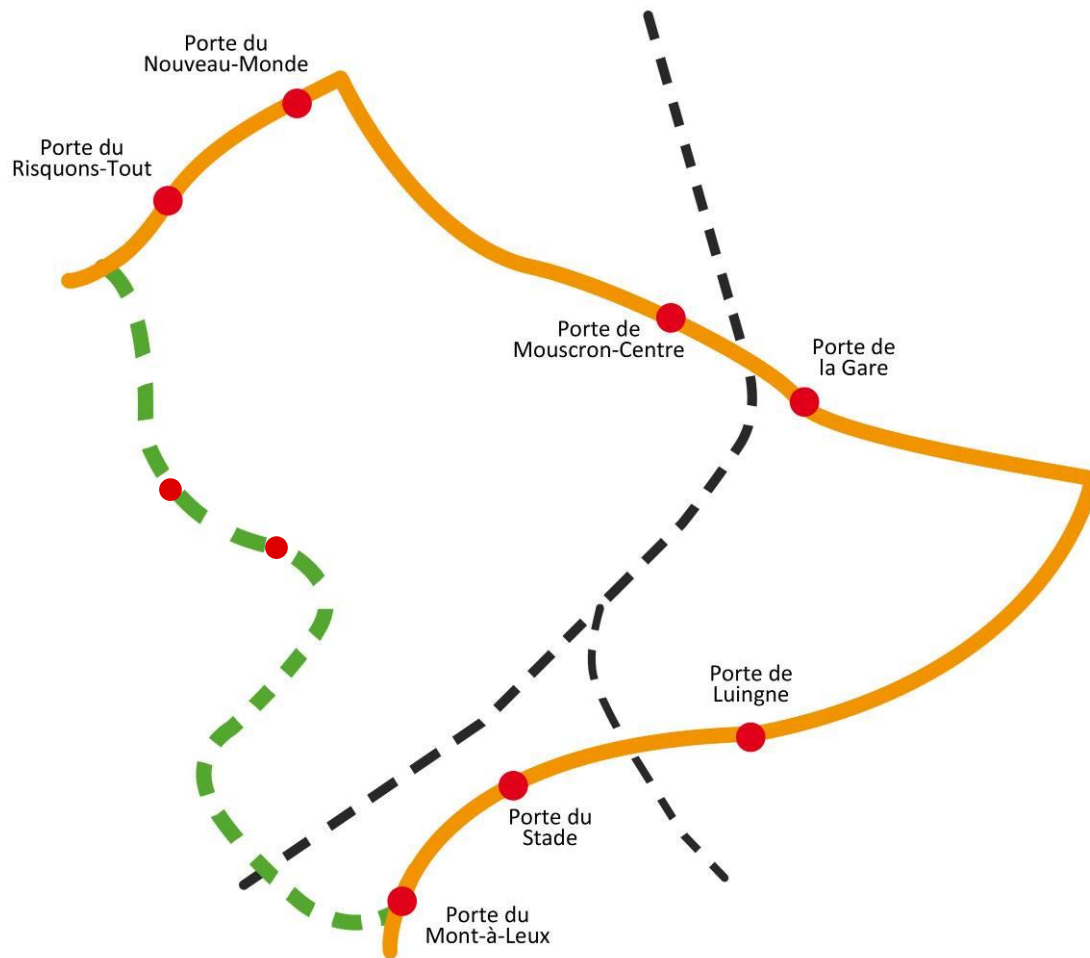 Porte du
Nouveau-Monde
Porte du
Risquons-Tout
Porte de
Mouscron-Centre
Porte de
la Gare
Porte de
Luingne
Porte du
Stade
Porte du
Mont-à-Leux